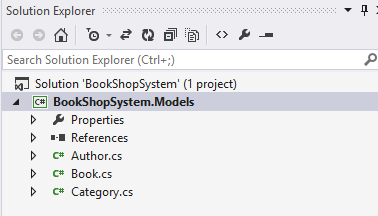 Solution Explorer
Search Solution Explorer (Ctrl+;)
Solution 'BookShopSystem' (1 project)
C# BookShopSystem.Models
Properties
References
C# Author.cs
C# Book.cs
C# Category.cs